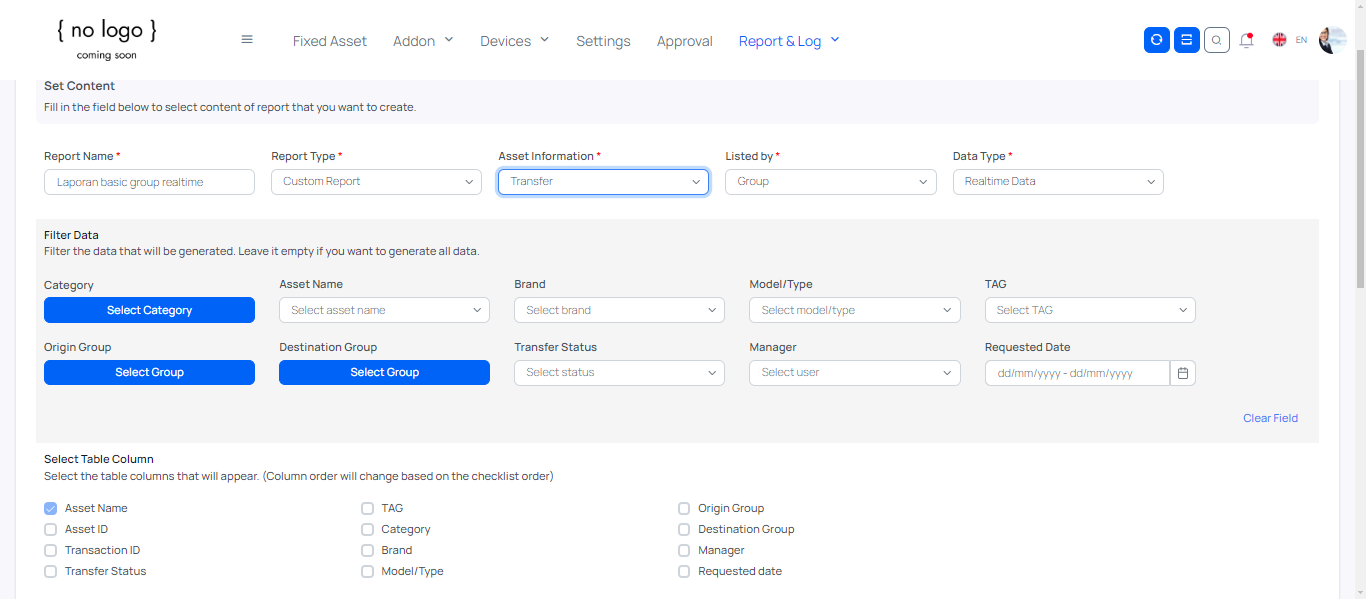 { no logo }
coming soon
Fixed Asset Addon Devices Settings Approval Report & Log EN
Set Content
Fill in the field below to select content of report that you want to create.
Report Name * Report Type * Asset Information * Listed by * Data Type *
Laporan basic group realtime Custom Report Transfer Group Realtime Data
Filter Data
Filter the data that will be generated. Leave it empty if you want to generate all data.
Category Asset Name Brand Model/Type TAG
Select Category Select asset name Select brand Select model/type Select TAG
Origin Group Destination Group Transfer Status Manager Requested Date
Select Group Select Group Select status Select user dd/mm/yyyy - dd/mm/yyyy
Clear Field
Select Table Column
Select the table columns that will appear. (Column order will change based on the checklist order)
Asset Name TAG Origin Group
Asset ID Category Destination Group
Transaction ID Brand Manager
Transfer Status Model/Type Requested date